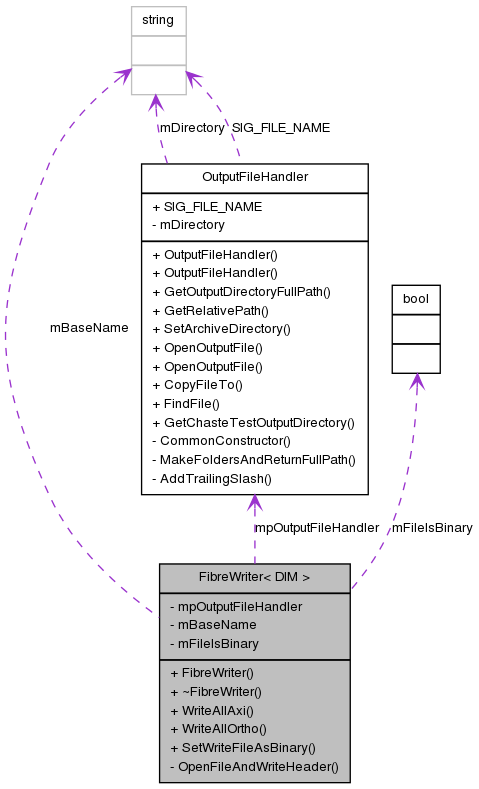 string
mDirectory
SIG_FILE_NAME
OutputFileHandler
+ SIG_FILE_NAME
- mDirectory
+ OutputFileHandler()
+ OutputFileHandler()
+ GetOutputDirectoryFullPath()
+ GetRelativePath()
+ SetArchiveDirectory()
+ OpenOutputFile()
+ OpenOutputFile()
+ CopyFileTo()
+ FindFile()
+ GetChasteTestOutputDirectory()
- CommonConstructor()
- MakeFoldersAndReturnFullPath()
- AddTrailingSlash()
bool
mBaseName
mpOutputFileHandler
mFileIsBinary
FibreWriter< DIM >
- mpOutputFileHandler
- mBaseName
- mFileIsBinary
+ FibreWriter()
+ ~FibreWriter()
+ WriteAllAxi()
+ WriteAllOrtho()
+ SetWriteFileAsBinary()
- OpenFileAndWriteHeader()